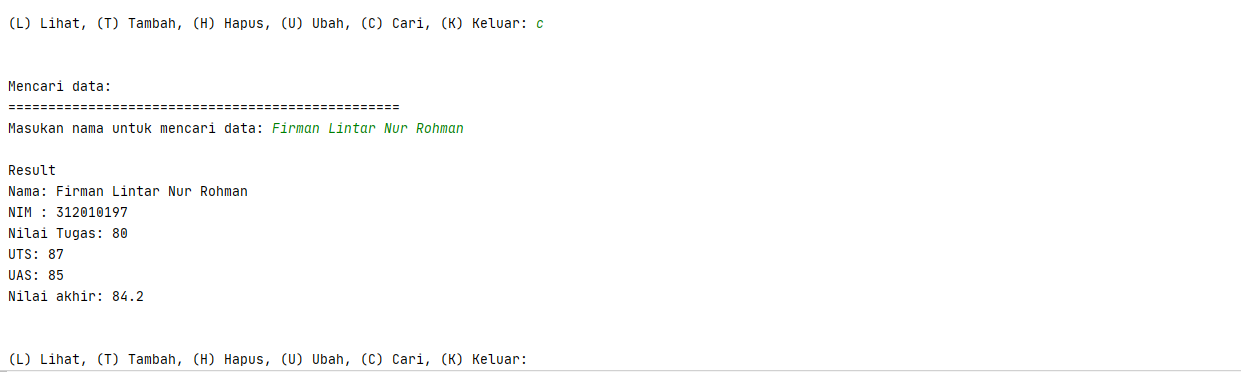 (L) Lihat, (T) Tambah, (H) Hapus, (U) Ubah, (C) Cari, (K) Keluar: c
Mencari data:
=================================================
Masukan nama untuk mencari data: Firman Lintar Nur Rohman
Result
Nama: Firman Lintar Nur Rohman
NIM : 312010197
Nilai Tugas: 80
UTS: 87
UAS: 85
Nilai akhir: 84.2
(L) Lihat, (T) Tambah, (H) Hapus, (U) Ubah, (C) Cari, (K) Keluar: